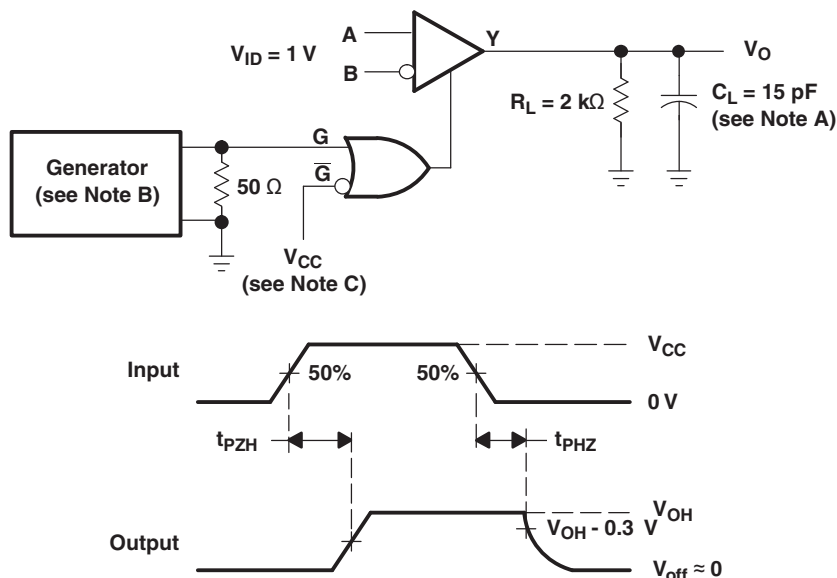 A
Y
V_O
V_ID = 1 V
B
R_L = 2 kΩ
C_L = 15 pF
(see Note A)
G
Generator
(see Note B)
50 Ω
G̅
V_CC
(see Note C)
V_CC
Input
50%
50%
0 V
t_PZH
t_PHZ
V_OH
V_OH - 0.3 V
Output
V_off ≈ 0